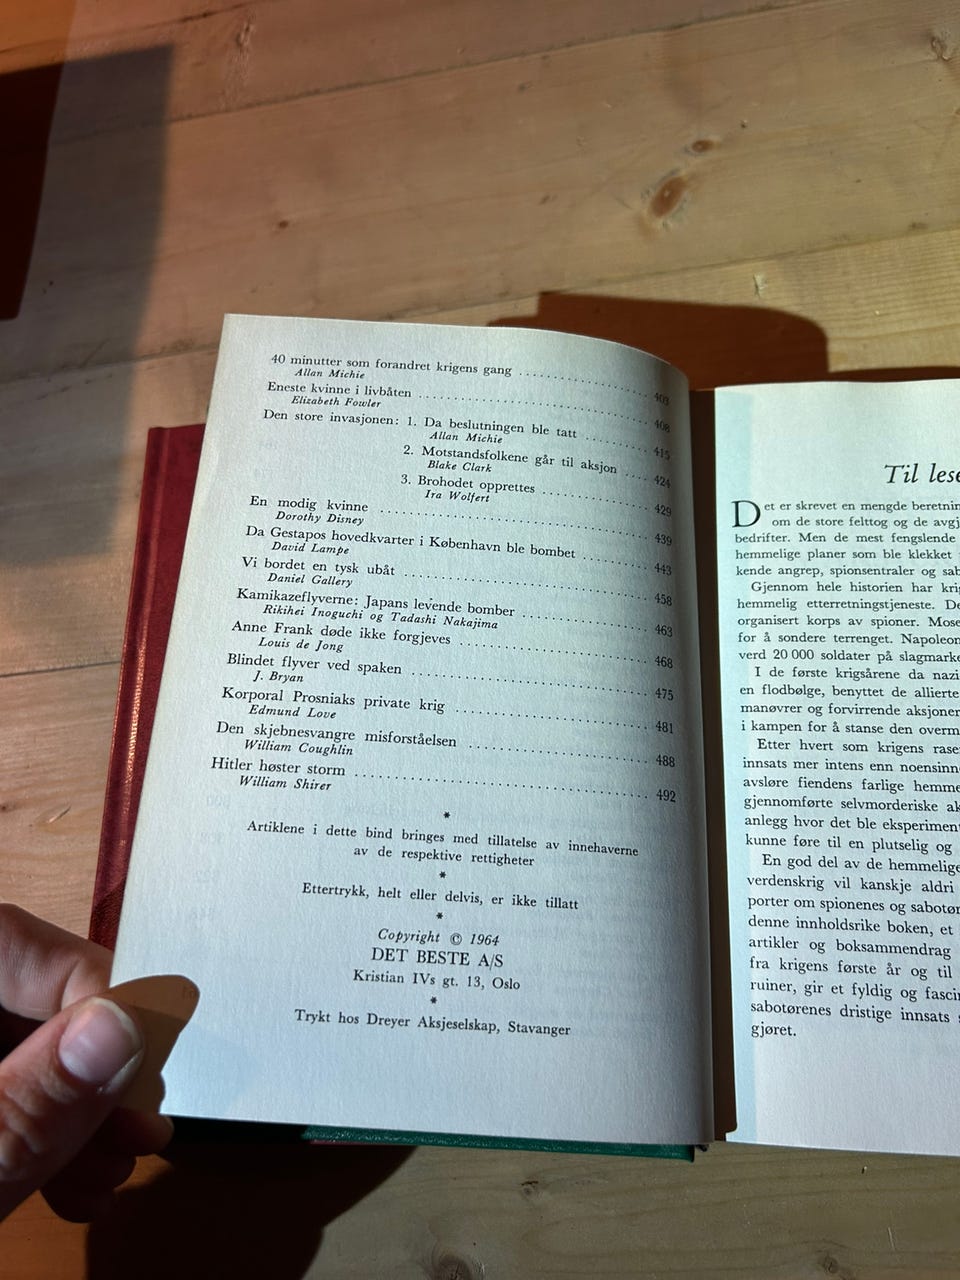 40 minutter som forandret krigens gang ........................ 403
Allan Michie
Eneste kvinne i livbåten ........................................ 408
Elizabeth Fowler
Den store invasjonen: 1. Da beslutningen ble tatt ............ 415
Allan Michie
2. Motstandsfolkene går til aksjon .... 424
Blake Clark
3. Brohodet opprettes .................... 429
Ira Wolfert
En modig kvinne ................................................ 439
Dorothy Disney
Da Gestapos hovedkvarter i København ble bombet ............ 443
David Lampe
Vi bordet en tysk ubåt ........................................ 458
Daniel Gallery
Kamikazeflyverne: Japans levende bomber ...................... 463
Rikihei Inoguchi og Tadashi Nakajima
Anne Frank døde ikke forgjeves ................................ 468
Louis de Jong
Blindet flyver ved spaken ...................................... 475
J. Bryan
Korporal Prosniaks private krig ................................ 481
Edmund Love
Den skjebnesvangre misforståelsen .............................. 488
William Coughlin
Hitler høster storm ............................................ 492
William Shirer
*
Artiklene i dette bind bringes med tillatelse av innehaverne
av de respektive rettigheter
*
Ettertrykk, helt eller delvis, er ikke tillatt
*
Copyright © 1964
DET BESTE A/S
Kristian IVs gt. 13, Oslo
*
Trykt hos Dreyer Aksjeselskap, Stavanger
Til lese
Det er skrevet en mengde beretnin
om de store felttog og de avgj
bedrifter. Men de mest fengslende
hemmelige planer som ble klekket
kende angrep, spionsentraler og sab
Gjennom hele historien har krig
hemmelig etterretningstjeneste. De
organisert korps av spioner. Mose
for å sondere terrenget. Napoleon
verd 20 000 soldater på slagmarke
I de første krigsårene da nazi
en flodbølge, benyttet de allierte
manøvrer og forvirrende aksjoner
i kampen for å stanse den overm
Etter hvert som krigens rase
innsats mer intens enn noensinn
avsløre fiendens farlige hemme
gjennomførte selvmorderiske ak
anlegg hvor det ble eksperimen
kunne føre til en plutselig og
En god del av de hemmelige
verdenskrig vil kanskje aldri
porter om spionenes og sabotør
denne innholdsrike boken, et
artikler og boksammendrag
fra krigens første år og til
ruiner, gir et fyldig og fascin
sabotørenes dristige innsats s
gjøret.